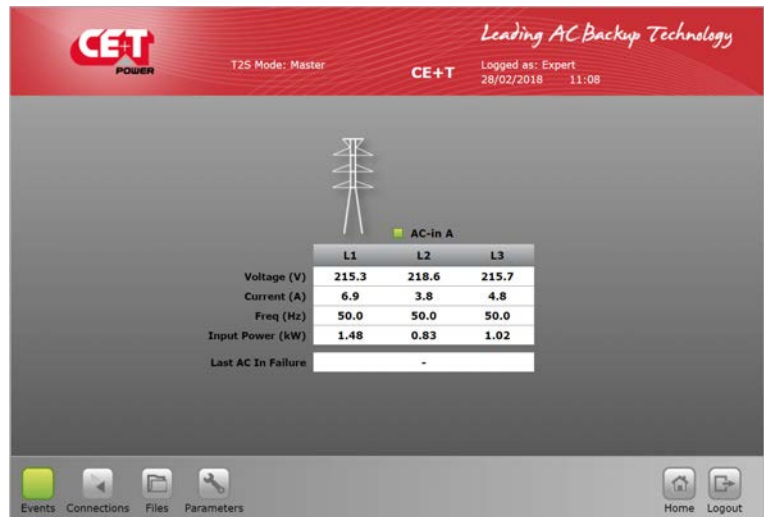 CE+T
POWER
Leading AC Backup Technology
T2S Mode: Master
CE+T
Logged as: Expert
28/02/2018 11:08
AC-in A
L1 L2 L3
Voltage (V) 215.3 218.6 215.7
Current (A) 6.9 3.8 4.8
Freq (Hz) 50.0 50.0 50.0
Input Power (kW) 1.48 0.83 1.02
Last AC In Failure -
Events Connections Files Parameters Home Logout